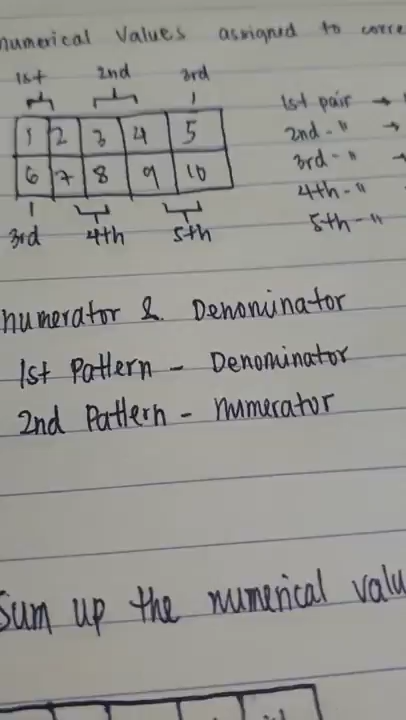 numerical Values assigned to
1st 2nd 3rd
1 2 3 4 5
6 7 8 9 10
3rd 4th 5th
1st pair →
2nd - " →
3rd - " →
4th - "
5th - "
numerator & Denominator
1st Pattern - Denominator
2nd Pattern - numerator
Sum up the numerical